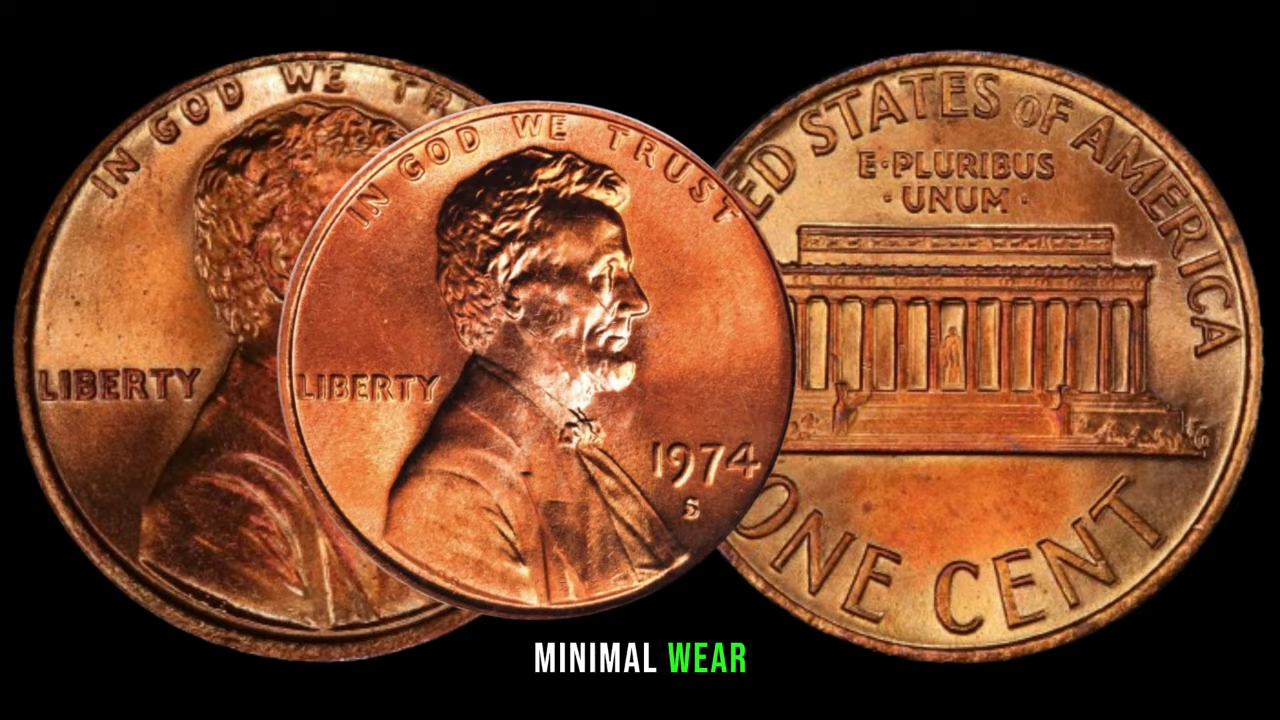 IN GOD WE TR
LIBERTY
IN GOD WE TRUST
LIBERTY
1974
S
ED STATES OF AMERICA
E·PLURIBUS
·UNUM·
ONE CENT
MINIMAL WEAR